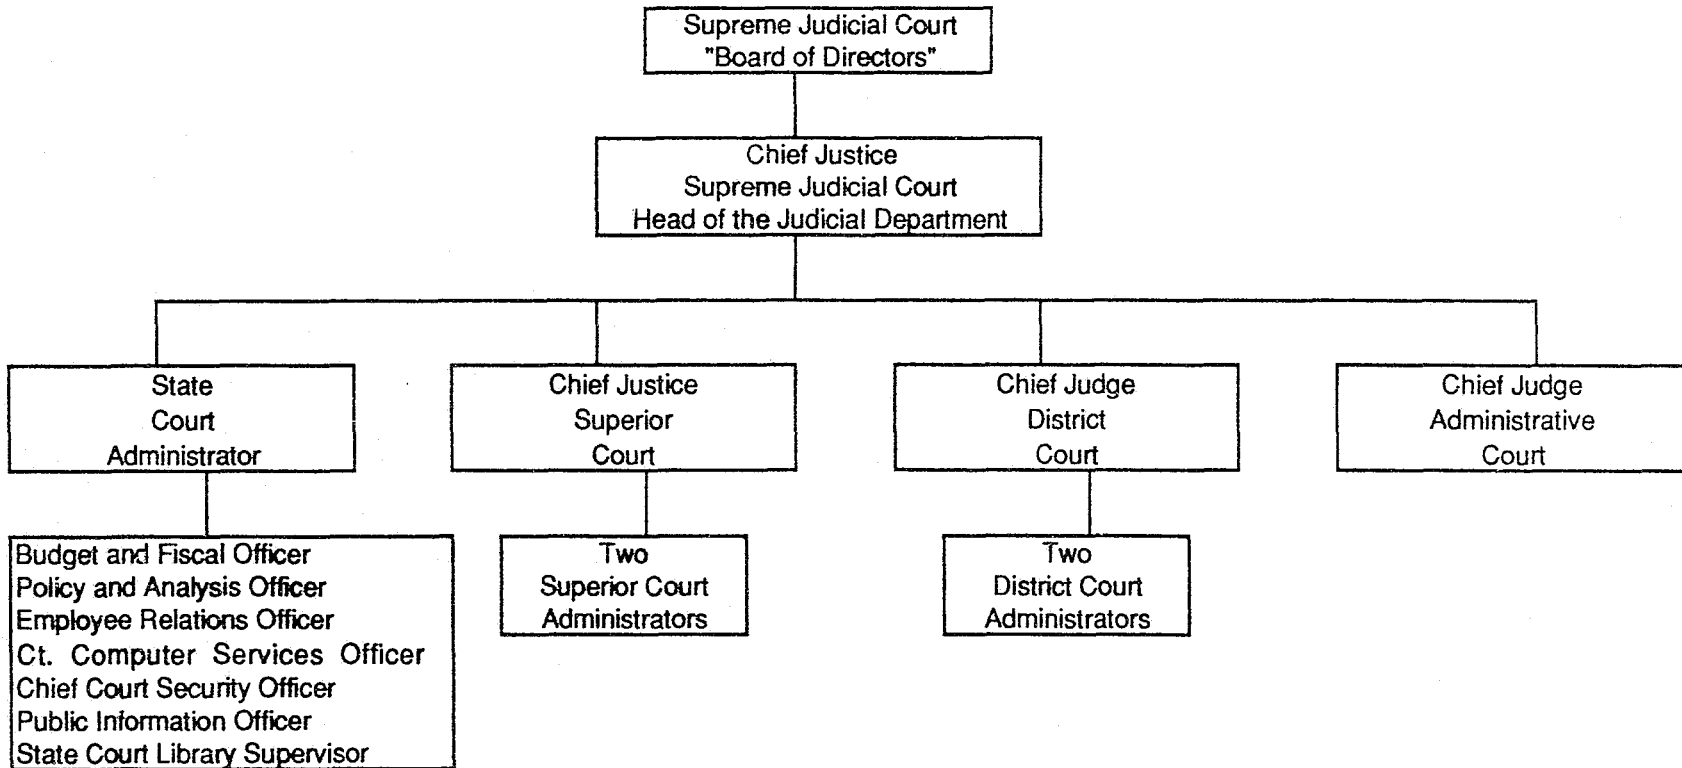 Supreme Judicial Court
"Board of Directors"
Chief Justice
Supreme Judicial Court
Head of the Judicial Department
State
Court
Administrator
Chief Justice
Superior
Court
Chief Judge
District
Court
Chief Judge
Administrative
Court
Budget and Fiscal Officer
Policy and Analysis Officer
Employee Relations Officer
Ct. Computer Services Officer
Chief Court Security Officer
Public Information Officer
State Court Library Supervisor
Two
Superior Court
Administrators
Two
District Court
Administrators